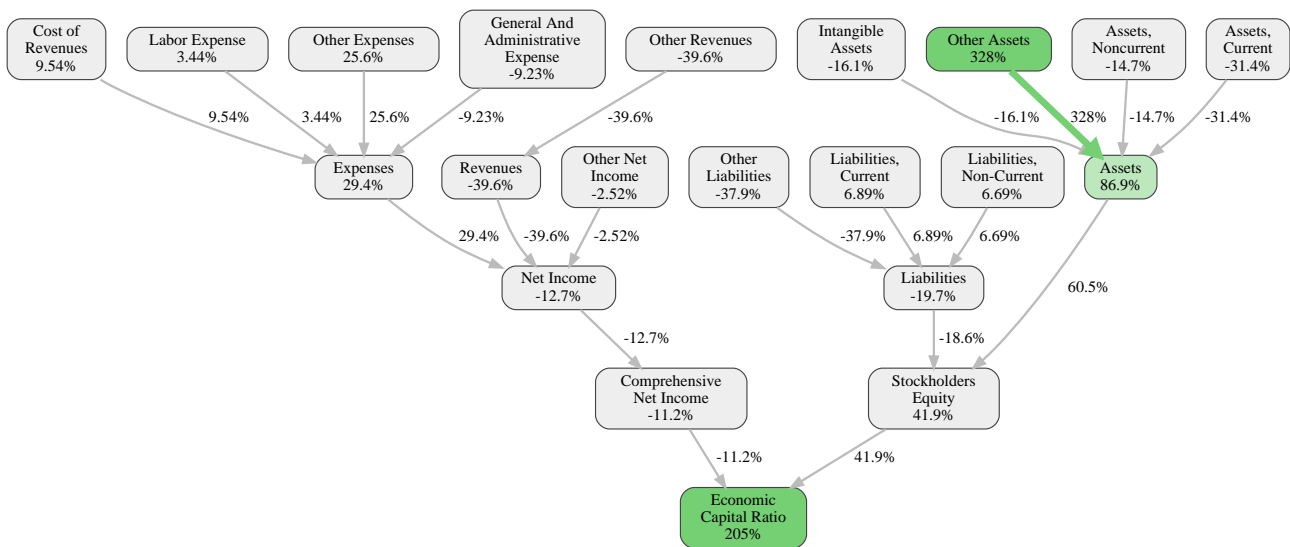 Cost of
Revenues
9.54%
Labor Expense
3.44%
Other Expenses
25.6%
General And
Administrative
Expense
-9.23%
Other Revenues
-39.6%
Intangible
Assets
-16.1%
Other Assets
328%
Assets,
Noncurrent
-14.7%
Assets,
Current
-31.4%
9.54%
3.44%
25.6%
-9.23%
-39.6%
-16.1%
328%
-14.7%
-31.4%
Expenses
29.4%
Revenues
-39.6%
Other Net
Income
-2.52%
Other
Liabilities
-37.9%
Liabilities,
Current
6.89%
Liabilities,
Non-Current
6.69%
Assets
86.9%
29.4%
-39.6%
-2.52%
-37.9%
6.89%
6.69%
60.5%
Net Income
-12.7%
Liabilities
-19.7%
-12.7%
-18.6%
Comprehensive
Net Income
-11.2%
Stockholders
Equity
41.9%
-11.2%
41.9%
Economic
Capital Ratio
205%